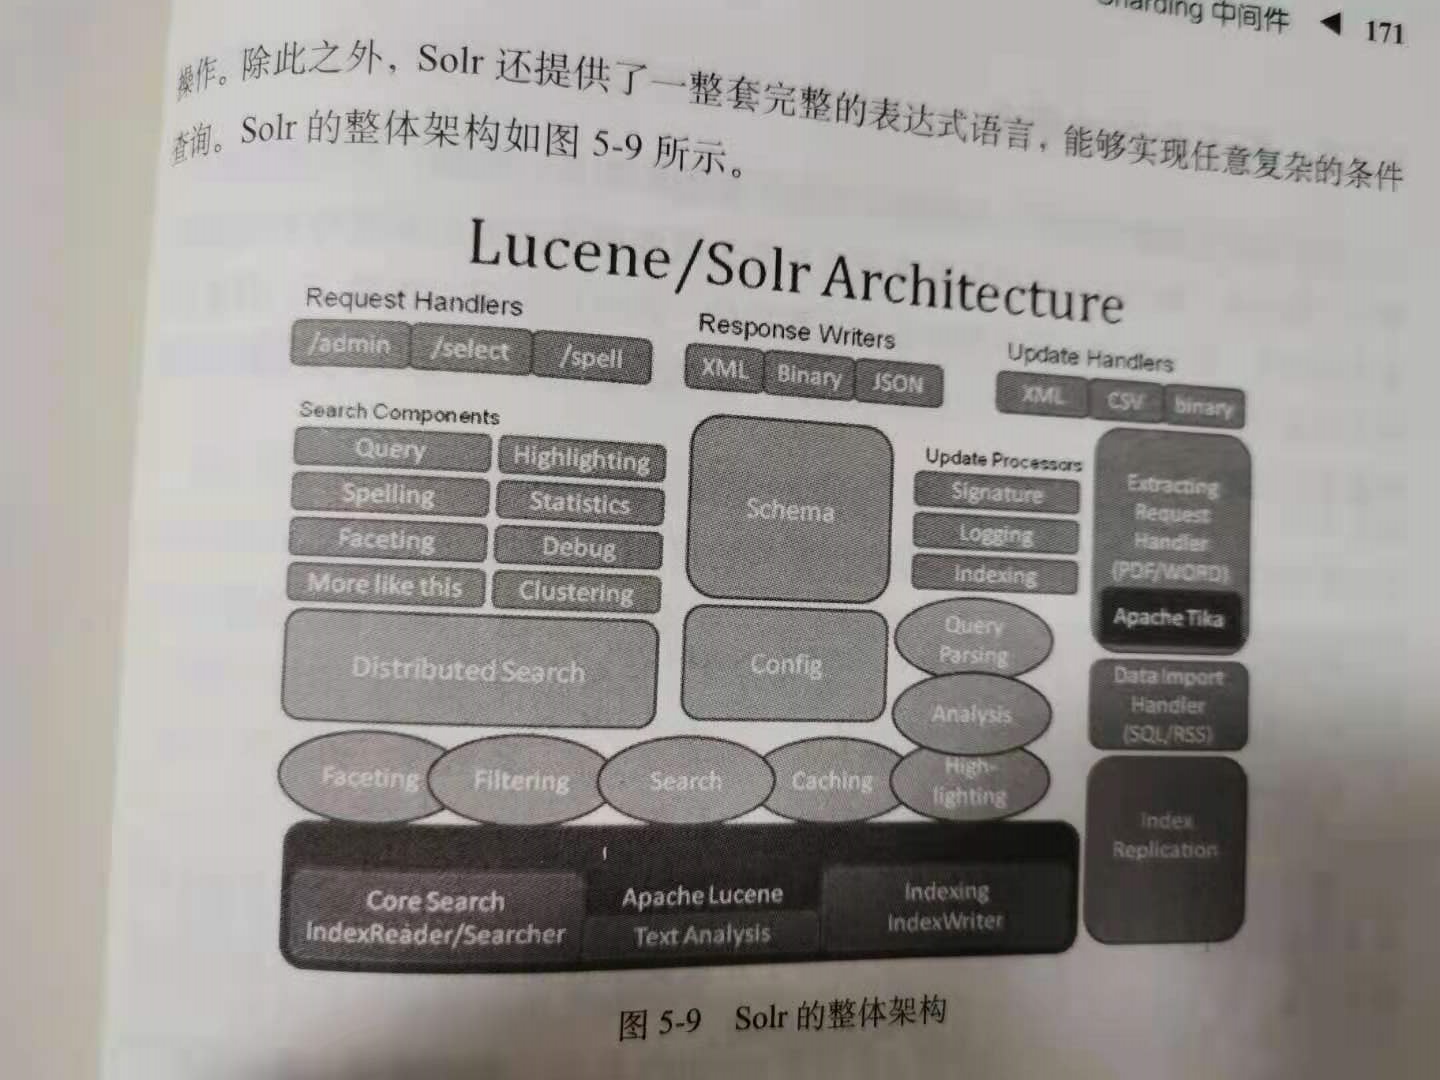 Sharding 中间件 ◀ 171
操作。除此之外，Solr 还提供了一整套完整的表达式语言，能够实现任意复杂的条件
查询。Solr 的整体架构如图 5-9 所示。
Lucene/Solr Architecture
Request Handlers
/admin /select /spell
Response Writers
XML Binary JSON
Update Handlers
XML CSV binary
Search Components
Query Highlighting
Spelling Statistics
Faceting Debug
More like this Clustering
Distributed Search
Schema
Config
Update Processors
Signature
Logging
Indexing
Extracting
Request
Handler
(PDF/WORD)
Apache Tika
Query
Parsing
Analysis
High-
lighting
Data Import
Handler
(SQL/RSS)
Faceting Filtering Search Caching
Index
Replication
Core Search
IndexReader/Searcher
Apache Lucene
Text Analysis
Indexing
IndexWriter
图 5-9 Solr 的整体架构